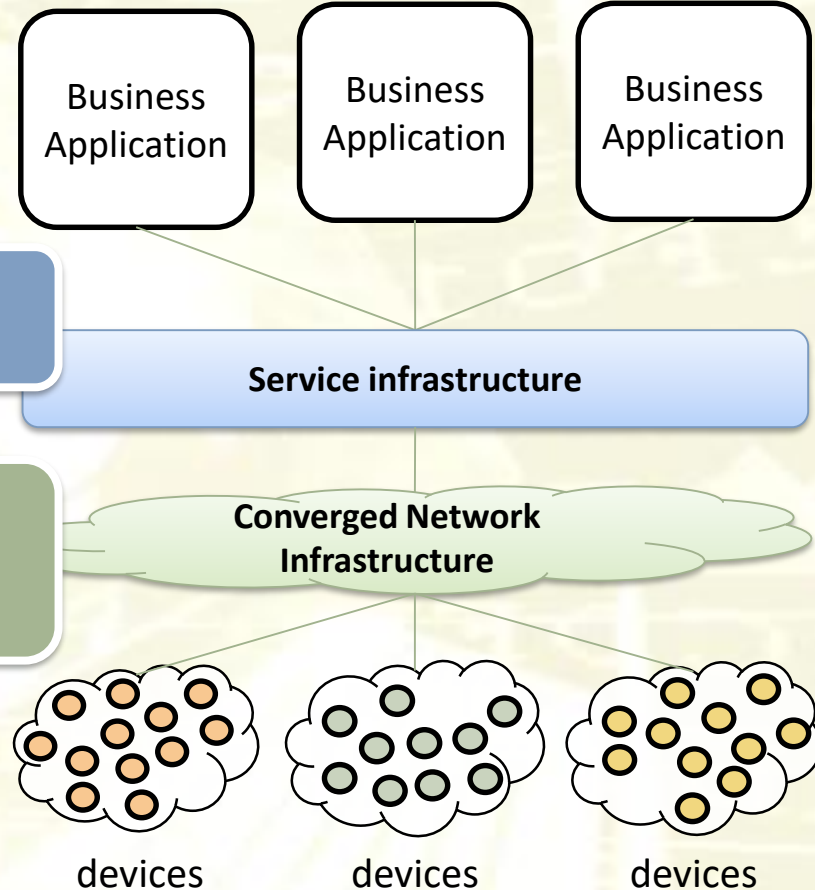 Business
Application
Business
Application
Business
Application
Service infrastructure
Converged Network
Infrastructure
devices
devices
devices